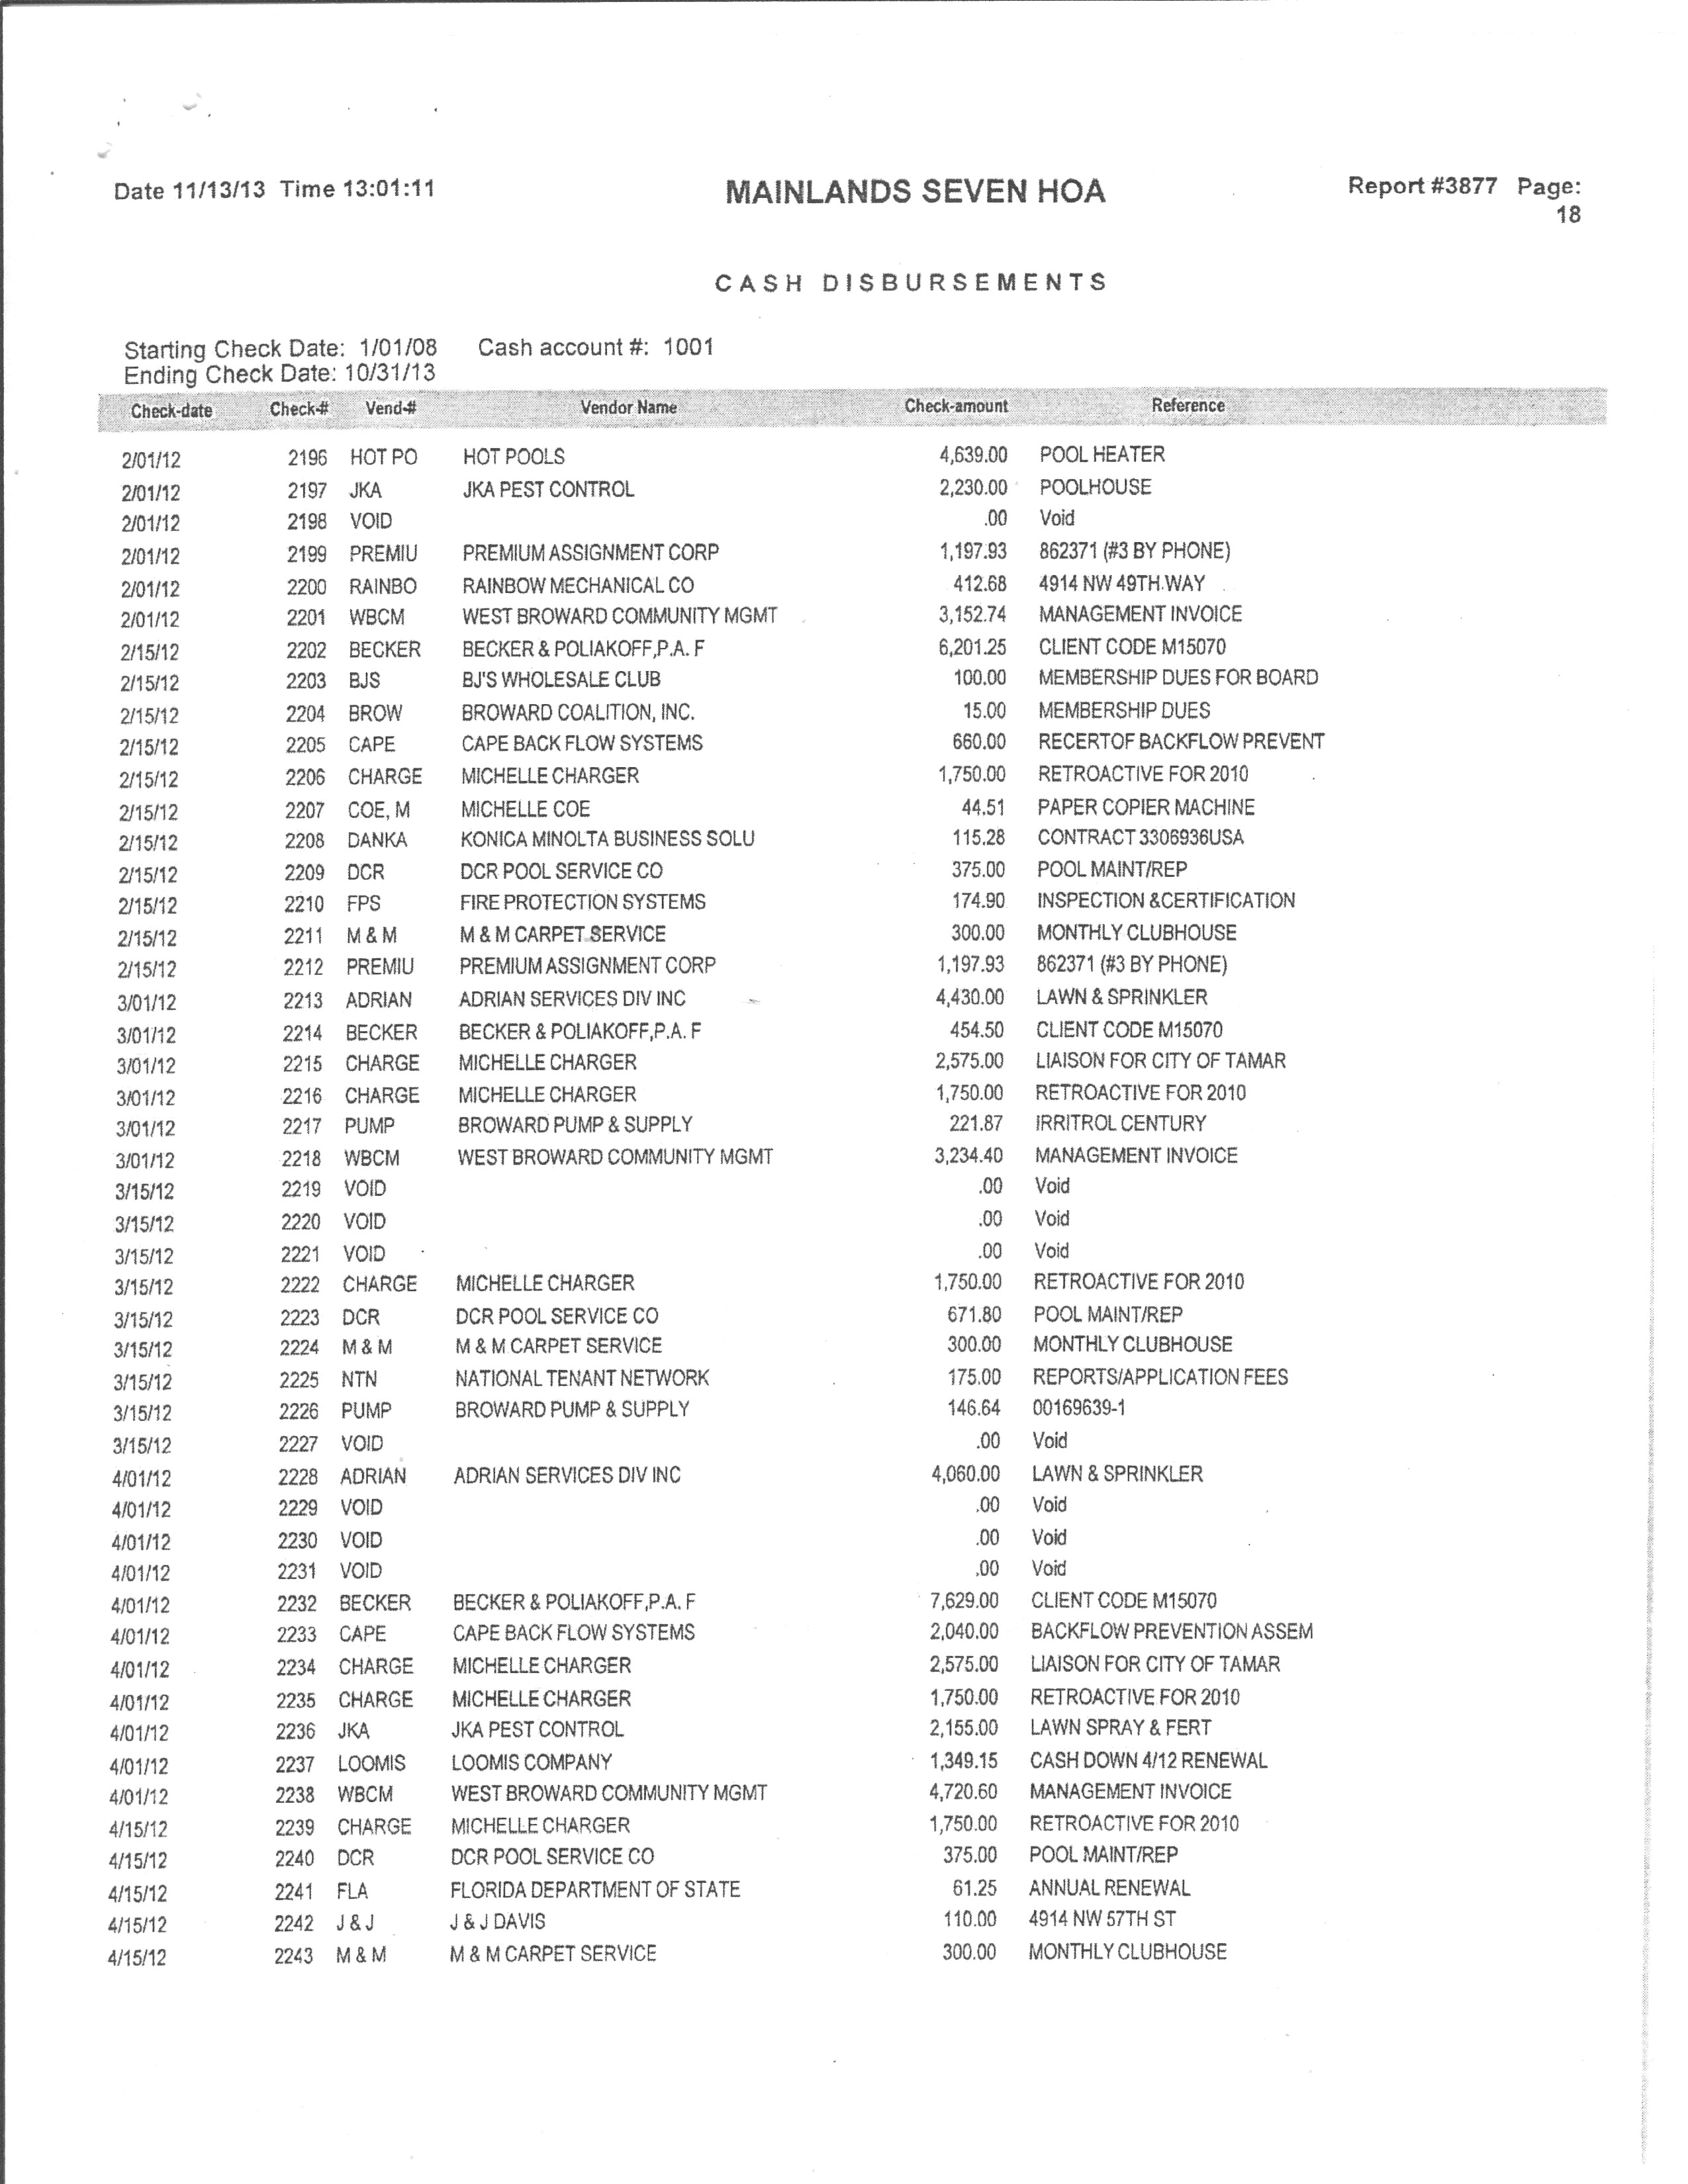 Date 11/13/13 Time 13:01:11 MAINLANDS SEVEN HOA Report #3877 Page:
18
CASH DISBURSEMENTS
Starting Check Date: 1/01/08 Cash account #: 1001
Ending Check Date: 10/31/13
Check-date Check-# Vend-# Vendor Name Check-amount Reference
2/01/12 2196 HOT PO HOT POOLS 4,639.00 POOL HEATER
2/01/12 2197 JKA JKA PEST CONTROL 2,230.00 POOLHOUSE
2/01/12 2198 VOID .00 Void
2/01/12 2199 PREMIU PREMIUM ASSIGNMENT CORP 1,197.93 862371 (#3 BY PHONE)
2/01/12 2200 RAINBO RAINBOW MECHANICAL CO 412.68 4914 NW 49TH.WAY
2/01/12 2201 WBCM WEST BROWARD COMMUNITY MGMT 3,152.74 MANAGEMENT INVOICE
2/15/12 2202 BECKER BECKER & POLIAKOFF,P.A. F 6,201.25 CLIENT CODE M15070
2/15/12 2203 BJS BJ'S WHOLESALE CLUB 100.00 MEMBERSHIP DUES FOR BOARD
2/15/12 2204 BROW BROWARD COALITION, INC. 15.00 MEMBERSHIP DUES
2/15/12 2205 CAPE CAPE BACK FLOW SYSTEMS 660.00 RECERTOF BACKFLOW PREVENT
2/15/12 2206 CHARGE MICHELLE CHARGER 1,750.00 RETROACTIVE FOR 2010
2/15/12 2207 COE, M MICHELLE COE 44.51 PAPER COPIER MACHINE
2/15/12 2208 DANKA KONICA MINOLTA BUSINESS SOLU 115.28 CONTRACT 3306936USA
2/15/12 2209 DCR DCR POOL SERVICE CO 375.00 POOL MAINT/REP
2/15/12 2210 FPS FIRE PROTECTION SYSTEMS 174.90 INSPECTION &CERTIFICATION
2/15/12 2211 M & M M & M CARPET SERVICE 300.00 MONTHLY CLUBHOUSE
2/15/12 2212 PREMIU PREMIUM ASSIGNMENT CORP 1,197.93 862371 (#3 BY PHONE)
3/01/12 2213 ADRIAN ADRIAN SERVICES DIV INC 4,430.00 LAWN & SPRINKLER
3/01/12 2214 BECKER BECKER & POLIAKOFF,P.A. F 454.50 CLIENT CODE M15070
3/01/12 2215 CHARGE MICHELLE CHARGER 2,575.00 LIAISON FOR CITY OF TAMAR
3/01/12 2216 CHARGE MICHELLE CHARGER 1,750.00 RETROACTIVE FOR 2010
3/01/12 2217 PUMP BROWARD PUMP & SUPPLY 221.87 IRRITROL CENTURY
3/01/12 2218 WBCM WEST BROWARD COMMUNITY MGMT 3,234.40 MANAGEMENT INVOICE
3/15/12 2219 VOID .00 Void
3/15/12 2220 VOID .00 Void
3/15/12 2221 VOID .00 Void
3/15/12 2222 CHARGE MICHELLE CHARGER 1,750.00 RETROACTIVE FOR 2010
3/15/12 2223 DCR DCR POOL SERVICE CO 671.80 POOL MAINT/REP
3/15/12 2224 M & M M & M CARPET SERVICE 300.00 MONTHLY CLUBHOUSE
3/15/12 2225 NTN NATIONAL TENANT NETWORK 175.00 REPORTS/APPLICATION FEES
3/15/12 2226 PUMP BROWARD PUMP & SUPPLY 146.64 00169639-1
3/15/12 2227 VOID .00 Void
4/01/12 2228 ADRIAN ADRIAN SERVICES DIV INC 4,060.00 LAWN & SPRINKLER
4/01/12 2229 VOID .00 Void
4/01/12 2230 VOID .00 Void
4/01/12 2231 VOID .00 Void
4/01/12 2232 BECKER BECKER & POLIAKOFF,P.A. F 7,629.00 CLIENT CODE M15070
4/01/12 2233 CAPE CAPE BACK FLOW SYSTEMS 2,040.00 BACKFLOW PREVENTION ASSEM
4/01/12 2234 CHARGE MICHELLE CHARGER 2,575.00 LIAISON FOR CITY OF TAMAR
4/01/12 2235 CHARGE MICHELLE CHARGER 1,750.00 RETROACTIVE FOR 2010
4/01/12 2236 JKA JKA PEST CONTROL 2,155.00 LAWN SPRAY & FERT
4/01/12 2237 LOOMIS LOOMIS COMPANY 1,349.15 CASH DOWN 4/12 RENEWAL
4/01/12 2238 WBCM WEST BROWARD COMMUNITY MGMT 4,720.60 MANAGEMENT INVOICE
4/15/12 2239 CHARGE MICHELLE CHARGER 1,750.00 RETROACTIVE FOR 2010
4/15/12 2240 DCR DCR POOL SERVICE CO 375.00 POOL MAINT/REP
4/15/12 2241 FLA FLORIDA DEPARTMENT OF STATE 61.25 ANNUAL RENEWAL
4/15/12 2242 J & J J & J DAVIS 110.00 4914 NW 57TH ST
4/15/12 2243 M & M M & M CARPET SERVICE 300.00 MONTHLY CLUBHOUSE